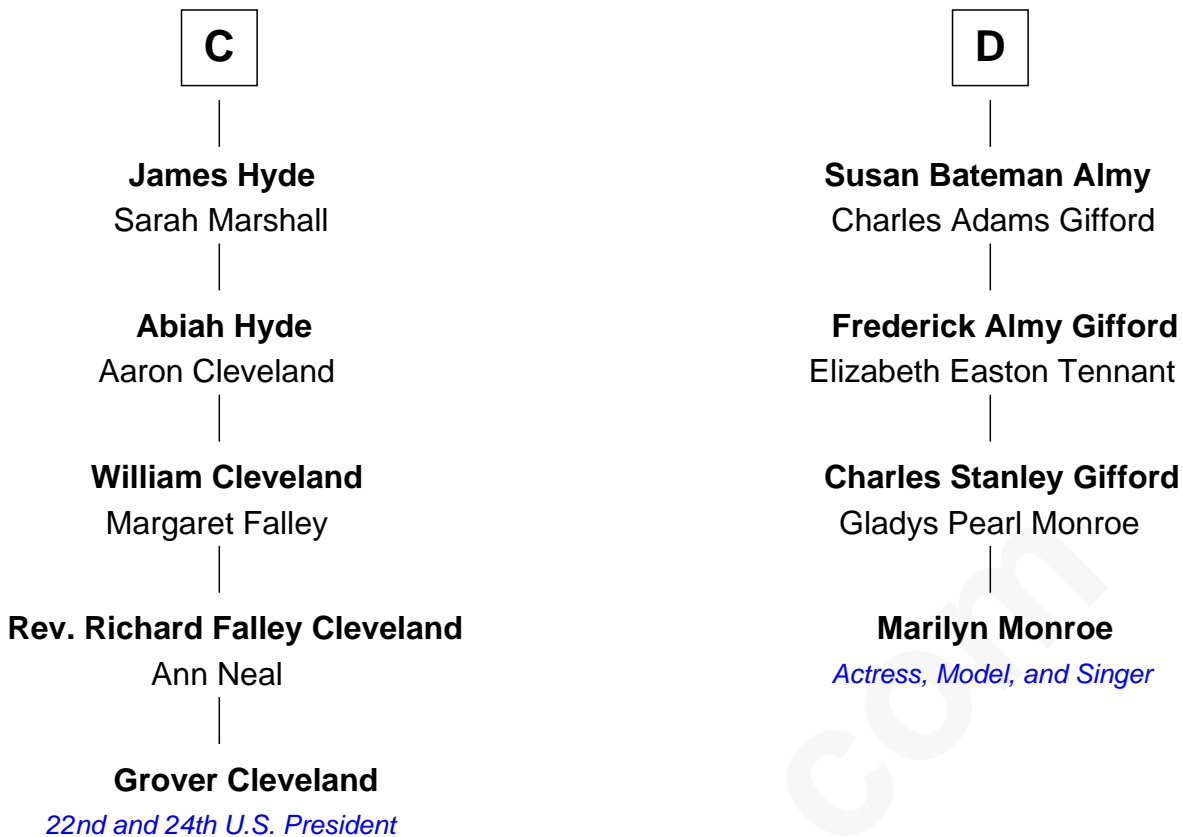 C
James Hyde
Sarah Marshall
Abiah Hyde
Aaron Cleveland
William Cleveland
Margaret Falley
Rev. Richard Falley Cleveland
Ann Neal
Grover Cleveland
22nd and 24th U.S. President
D
Susan Bateman Almy
Charles Adams Gifford
Frederick Almy Gifford
Elizabeth Easton Tennant
Charles Stanley Gifford
Gladys Pearl Monroe
Marilyn Monroe
Actress, Model, and Singer
com